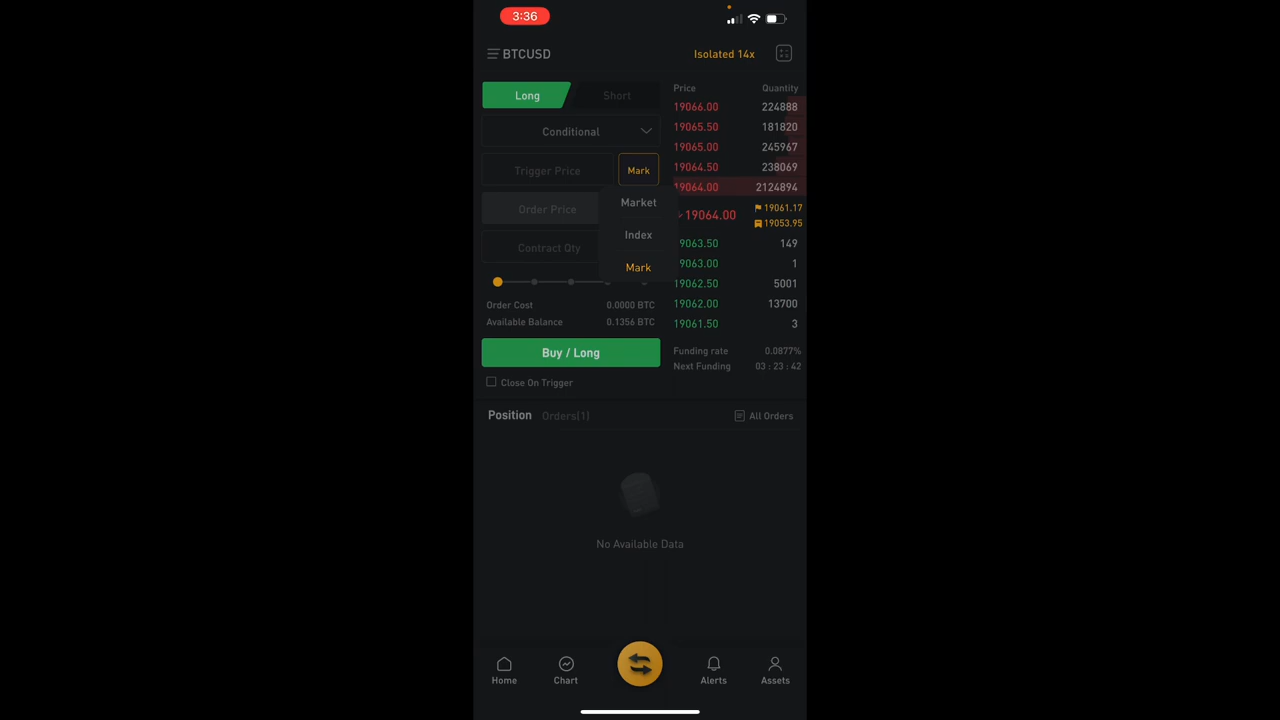 3:36
BTCUSD
Isolated 14x
Long
Short
Conditional
Trigger Price
Mark
Order Price
Contract Qty
Market
Index
Mark
Order Cost 0.0000 BTC
Available Balance 0.1356 BTC
Buy / Long
Close On Trigger
Price Quantity
19066.00 224888
19065.50 181820
19065.00 245967
19064.50 238069
19064.00 2124894
19064.00
19061.17
19053.95
9063.50 149
9063.00 1
19062.50 5001
19062.00 13700
19061.50 3
Funding rate 0.0877%
Next Funding 03 : 23 : 42
Position Orders(1) All Orders
No Available Data
Home Chart Alerts Assets